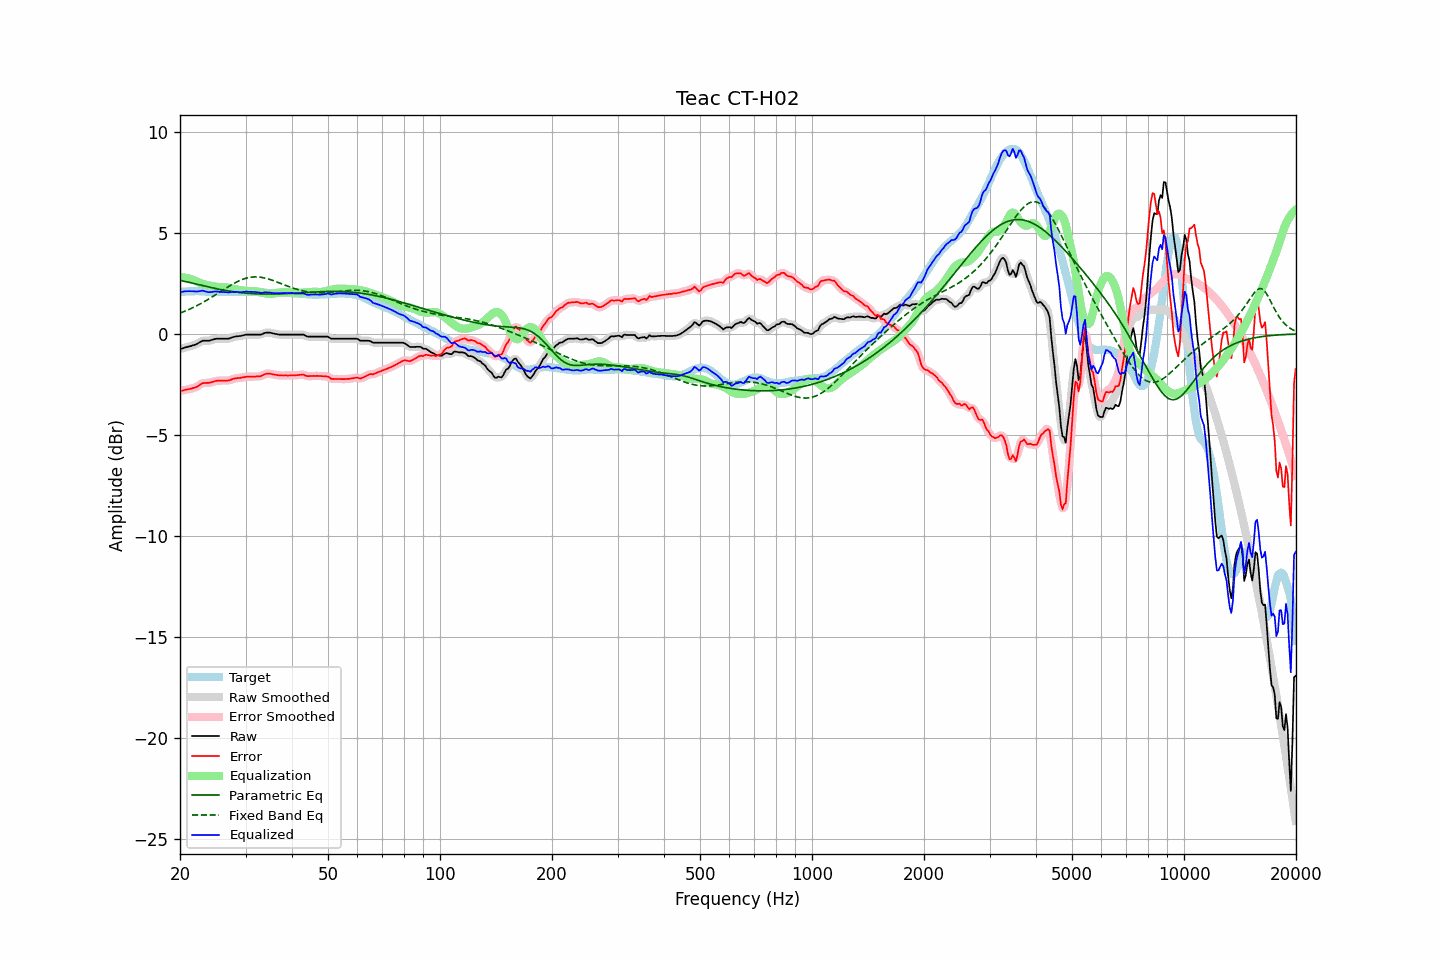 Teac CT-H02
Amplitude (dBr)
10
5
0
−5
−10
−15
−20
−25
Target
Raw Smoothed
Error Smoothed
Raw
Error
Equalization
Parametric Eq
Fixed Band Eq
Equalized
20 50 100 200 500 1000 2000 5000 10000 20000
Frequency (Hz)